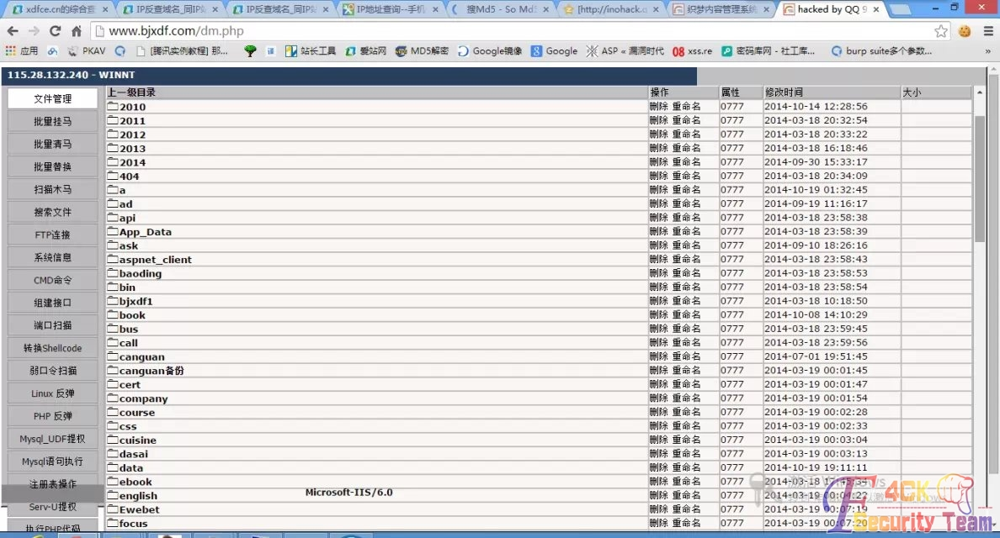 xdfce.cn的综合查 IP反查域名_同IP站 IP反查域名_同IP站 IP地址查询--手机 搜Md5 - So Md5 [http://inohack. 织梦内容管理系统 hacked by QQ 9
www.bjxdf.com/dm.php
应用 PKAV [腾讯实例教程] 那... 站长工具 爱站网 MD5解密 Google镜像 Google ASP « 漏洞时代 xss.re 密码库网 - 社工库... burp suite多个参数... »
115.28.132.240 - WINNT
文件管理
批量挂马
批量清马
批量替换
扫描木马
搜索文件
FTP连接
系统信息
CMD命令
组建接口
端口扫描
转换Shellcode
弱口令扫描
Linux 反弹
PHP 反弹
Mysql_UDF提权
Mysql语句执行
注册表操作
Serv-U提权
执行PHP代码
上一级目录 操作 属性 修改时间 大小
2010 删除 重命名 0777 2014-10-14 12:28:56
2011 删除 重命名 0777 2014-03-18 20:32:54
2012 删除 重命名 0777 2014-03-18 20:33:22
2013 删除 重命名 0777 2014-03-18 16:18:46
2014 删除 重命名 0777 2014-09-30 15:33:17
404 删除 重命名 0777 2014-03-18 20:34:09
a 删除 重命名 0777 2014-10-19 01:32:45
ad 删除 重命名 0777 2014-09-19 11:16:17
api 删除 重命名 0777 2014-03-18 23:58:38
App_Data 删除 重命名 0777 2014-03-18 23:58:39
ask 删除 重命名 0777 2014-09-10 18:26:16
aspnet_client 删除 重命名 0777 2014-03-18 23:58:43
baoding 删除 重命名 0777 2014-03-18 23:58:53
bin 删除 重命名 0777 2014-03-18 23:58:54
bjxdf1 删除 重命名 0777 2014-03-18 10:18:50
book 删除 重命名 0777 2014-10-08 14:10:29
bus 删除 重命名 0777 2014-03-18 23:59:45
call 删除 重命名 0777 2014-03-18 23:59:56
canguan 删除 重命名 0777 2014-07-01 19:51:45
canguan备份 删除 重命名 0777 2014-03-19 00:01:45
cert 删除 重命名 0777 2014-03-19 00:01:47
company 删除 重命名 0777 2014-03-19 00:01:54
course 删除 重命名 0777 2014-03-19 00:02:28
css 删除 重命名 0777 2014-03-19 00:02:33
cuisine 删除 重命名 0777 2014-03-19 00:03:04
dasai 删除 重命名 0777 2014-03-19 00:03:13
data 删除 重命名 0777 2014-10-19 19:11:11
ebook 删除 重命名 0777 2014-03-18 17:45:34
english 删除 重命名 0777 2014-03-19 00:04:22
Ewebet 删除 重命名 0777 2014-03-19 00:07:19
focus 删除 重命名 0777 2014-03-19 00:07:20
Microsoft-IIS/6.0
激活 Windows
F4CK
Security Team